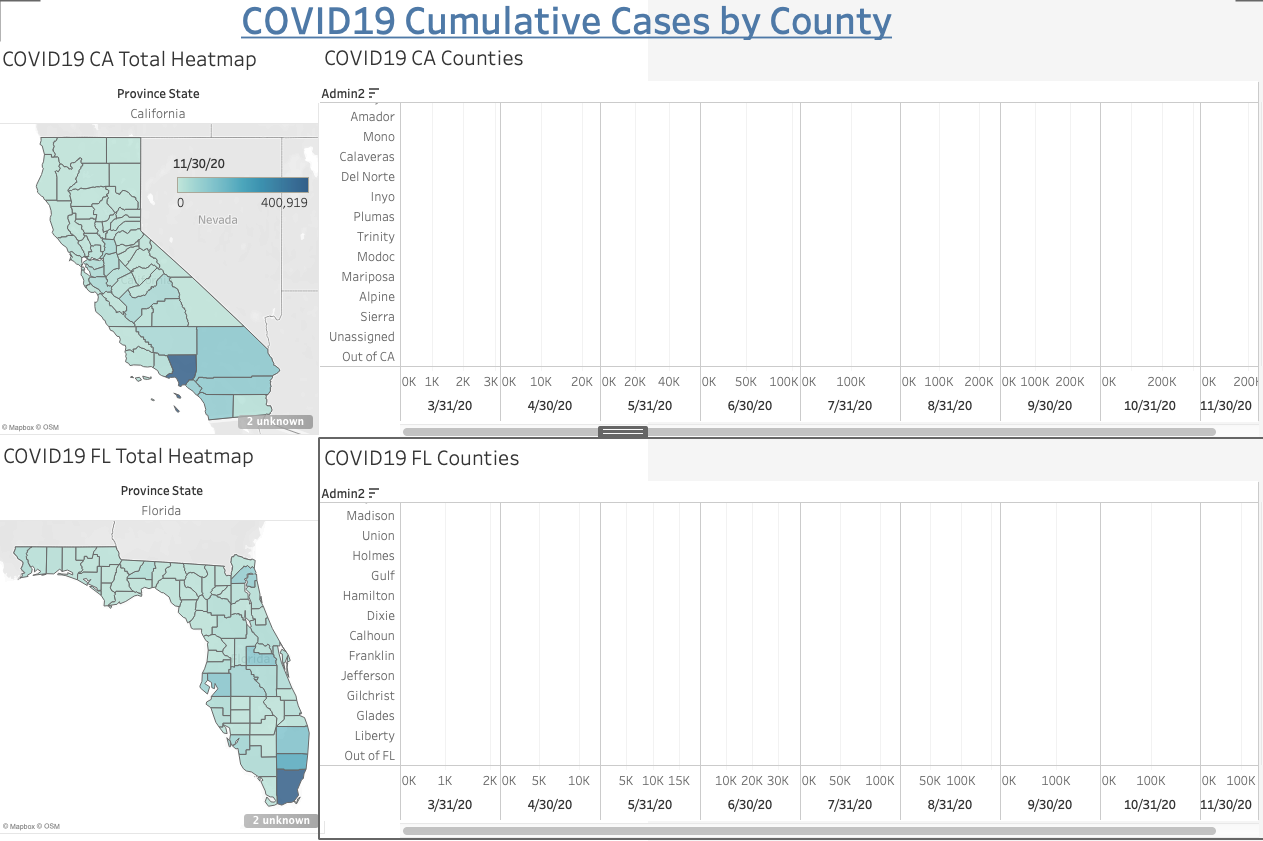 COVID19 Cumulative Cases by County
COVID19 CA Total Heatmap
Province State
California
11/30/20
0 400,919
Nevada
2 unknown
© Mapbox © OSM
COVID19 CA Counties
Admin2
Amador
Mono
Calaveras
Del Norte
Inyo
Plumas
Trinity
Modoc
Mariposa
Alpine
Sierra
Unassigned
Out of CA
0K 1K 2K 3K 0K 10K 20K 0K 20K 40K 0K 50K 100K 0K 100K 0K 100K 200K 0K 100K 200K 0K 200K 0K 200K
3/31/20 4/30/20 5/31/20 6/30/20 7/31/20 8/31/20 9/30/20 10/31/20 11/30/20
COVID19 FL Total Heatmap
Province State
Florida
2 unknown
© Mapbox © OSM
COVID19 FL Counties
Admin2
Madison
Union
Holmes
Gulf
Hamilton
Dixie
Calhoun
Franklin
Jefferson
Gilchrist
Glades
Liberty
Out of FL
0K 1K 2K 0K 5K 10K 5K 10K 15K 10K 20K 30K 0K 50K 100K 50K 100K 0K 100K 0K 100K 0K 100K
3/31/20 4/30/20 5/31/20 6/30/20 7/31/20 8/31/20 9/30/20 10/31/20 11/30/20